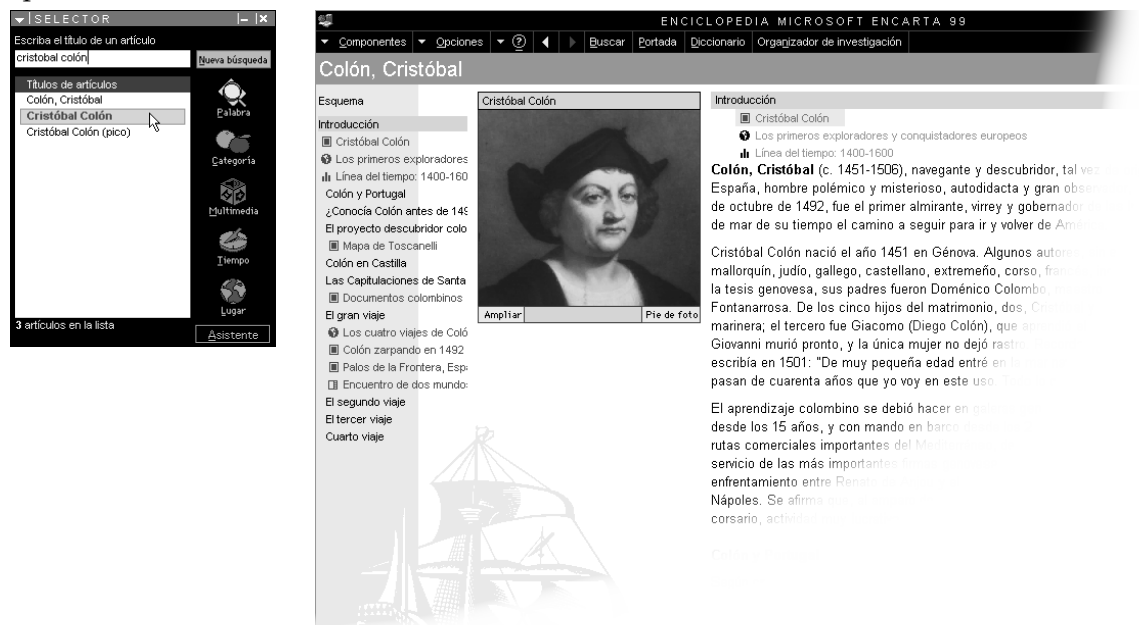 SELECTOR
Escriba el título de un artículo
cristobal colón
Nueva búsqueda
Títulos de artículos
Colón, Cristóbal
Cristóbal Colón
Cristóbal Colón (pico)
Palabra
Categoría
Multimedia
Tiempo
Lugar
3 artículos en la lista
Asistente
ENCICLOPEDIA MICROSOFT ENCARTA 99
Componentes Opciones ? Buscar Portada Diccionario Organizador de investigación
Colón, Cristóbal
Esquema
Introducción
Cristóbal Colón
Los primeros exploradores
Línea del tiempo: 1400-160
Colón y Portugal
¿Conocía Colón antes de 149
El proyecto descubridor colo
Mapa de Toscanelli
Colón en Castilla
Las Capitulaciones de Santa
Documentos colombinos
El gran viaje
Los cuatro viajes de Coló
Colón zarpando en 1492
Palos de la Frontera, Esp
Encuentro de dos mundo
El segundo viaje
El tercer viaje
Cuarto viaje
Cristóbal Colón
Ampliar Pie de foto
Introducción
Cristóbal Colón
Los primeros exploradores y conquistadores europeos
Línea del tiempo: 1400-1600
Colón, Cristóbal (c. 1451-1506), navegante y descubridor, tal vez
España, hombre polémico y misterioso, autodidacta y gran obse
de octubre de 1492, fue el primer almirante, virrey y gobernador
de mar de su tiempo el camino a seguir para ir y volver de Amé
Cristóbal Colón nació el año 1451 en Génova. Algunos autor
mallorquín, judío, gallego, castellano, extremeño, corso, fran
la tesis genovesa, sus padres fueron Doménico Colombo,
Fontanarrosa. De los cinco hijos del matrimonio, dos,
marinera; el tercero fue Giacomo (Diego Colón), que
Giovanni murió pronto, y la única mujer no dejó rastro
escribía en 1501: "De muy pequeña edad entré en
pasan de cuarenta años que yo voy en este uso.
El aprendizaje colombino se debió hacer en
desde los 15 años, y con mando en barco
rutas comerciales importantes del
servicio de las más importantes
enfrentamiento entre Renato
Nápoles. Se afirma
corsario,